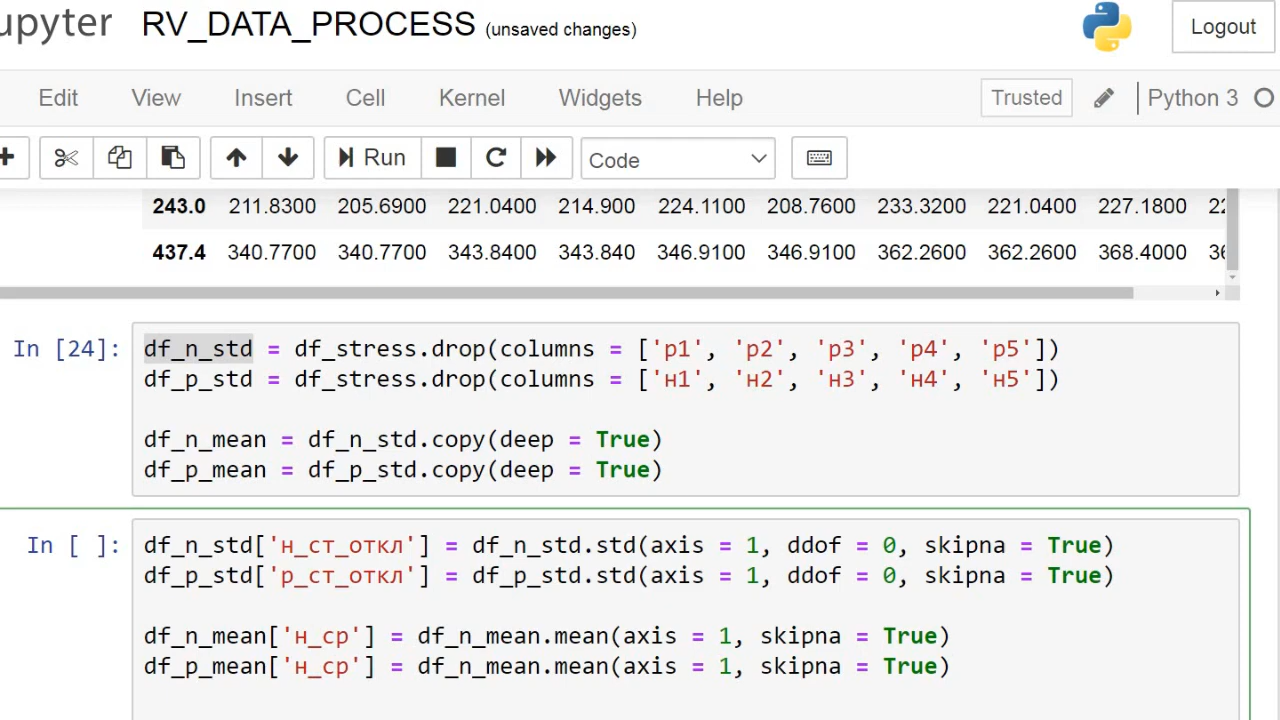 upyter RV_DATA_PROCESS (unsaved changes) Logout
Edit View Insert Cell Kernel Widgets Help Trusted Python 3
Run Code
243.0 211.8300 205.6900 221.0400 214.900 224.1100 208.7600 233.3200 221.0400 227.1800
437.4 340.7700 340.7700 343.8400 343.840 346.9100 346.9100 362.2600 362.2600 368.4000
In [24]: df_n_std = df_stress.drop(columns = ['р1', 'р2', 'р3', 'р4', 'р5'])
df_p_std = df_stress.drop(columns = ['н1', 'н2', 'н3', 'н4', 'н5'])
df_n_mean = df_n_std.copy(deep = True)
df_p_mean = df_p_std.copy(deep = True)
In [ ]: df_n_std['н_ст_откл'] = df_n_std.std(axis = 1, ddof = 0, skipna = True)
df_p_std['р_ст_откл'] = df_p_std.std(axis = 1, ddof = 0, skipna = True)
df_n_mean['н_ср'] = df_n_mean.mean(axis = 1, skipna = True)
df_p_mean['н_ср'] = df_n_mean.mean(axis = 1, skipna = True)